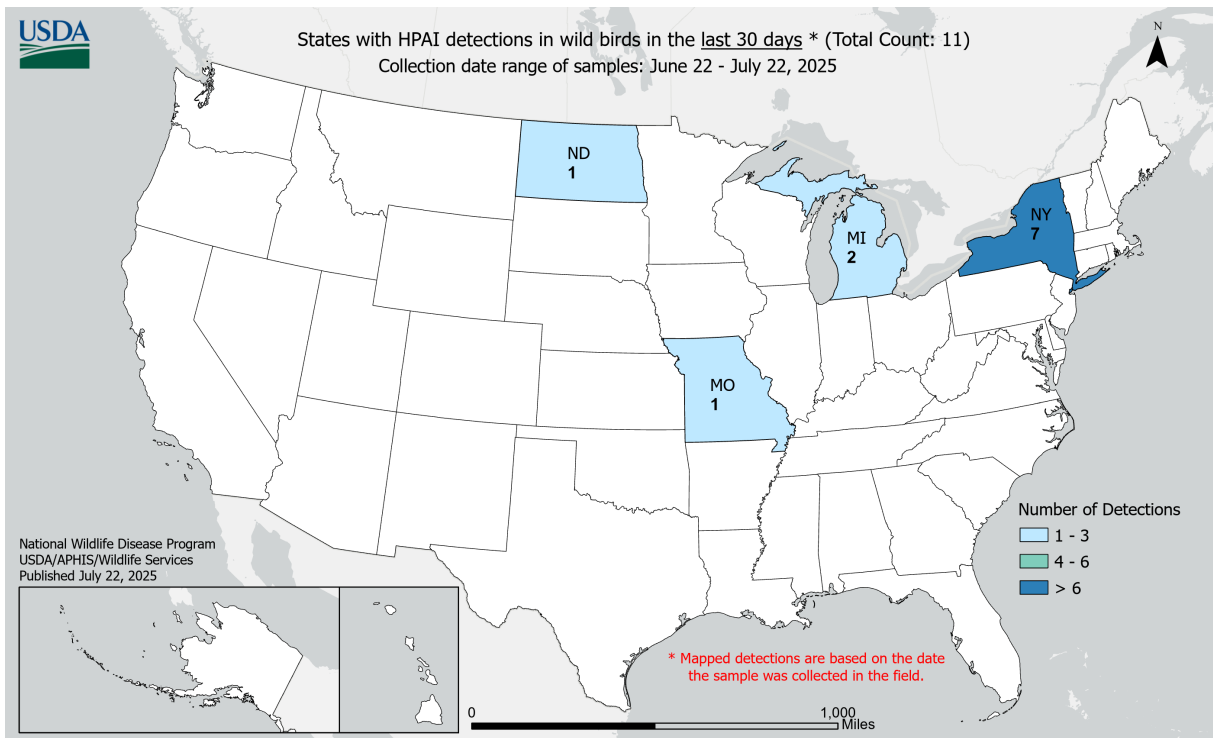 USDA
States with HPAI detections in wild birds in the last 30 days * (Total Count: 11)
Collection date range of samples: June 22 - July 22, 2025
N
ND
1
NY
7
MI
2
MO
1
Number of Detections
1 - 3
4 - 6
> 6
National Wildlife Disease Program
USDA/APHIS/Wildlife Services
Published July 22, 2025
* Mapped detections are based on the date
the sample was collected in the field.
0
1,000
Miles